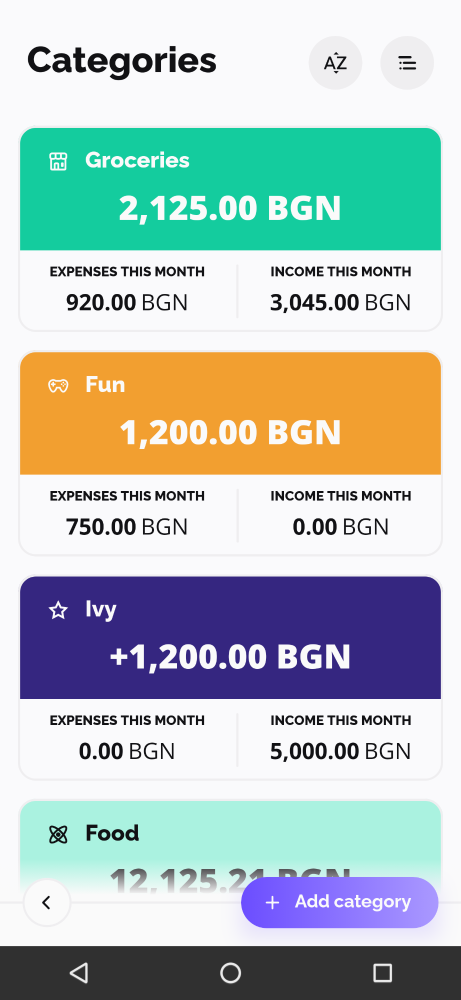 Categories
AZ
Groceries
2,125.00 BGN
EXPENSES THIS MONTH INCOME THIS MONTH
920.00 BGN 3,045.00 BGN
Fun
1,200.00 BGN
EXPENSES THIS MONTH INCOME THIS MONTH
750.00 BGN 0.00 BGN
Ivy
+1,200.00 BGN
EXPENSES THIS MONTH INCOME THIS MONTH
0.00 BGN 5,000.00 BGN
Food
12,125.21 BGN
+ Add category